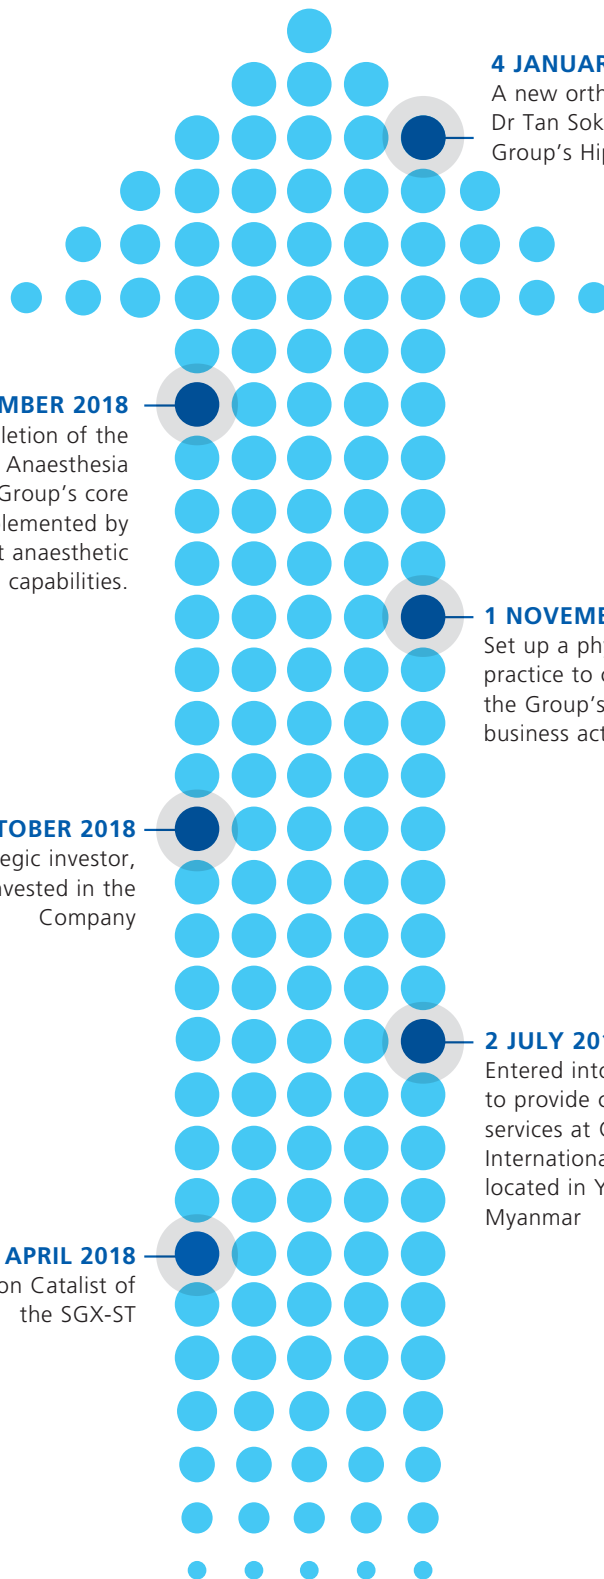 4 JANUAR
A new orth
Dr Tan Sok
Group's Hip
MBER 2018
letion of the
Anaesthesia
Group's core
lemented by
t anaesthetic
capabilities.
1 NOVEMB
Set up a ph
practice to
the Group's
business act
TOBER 2018
egic investor,
vested in the
Company
2 JULY 201
Entered into
to provide
services at
International
located in Y
Myanmar
APRIL 2018
on Catalist of
the SGX-ST